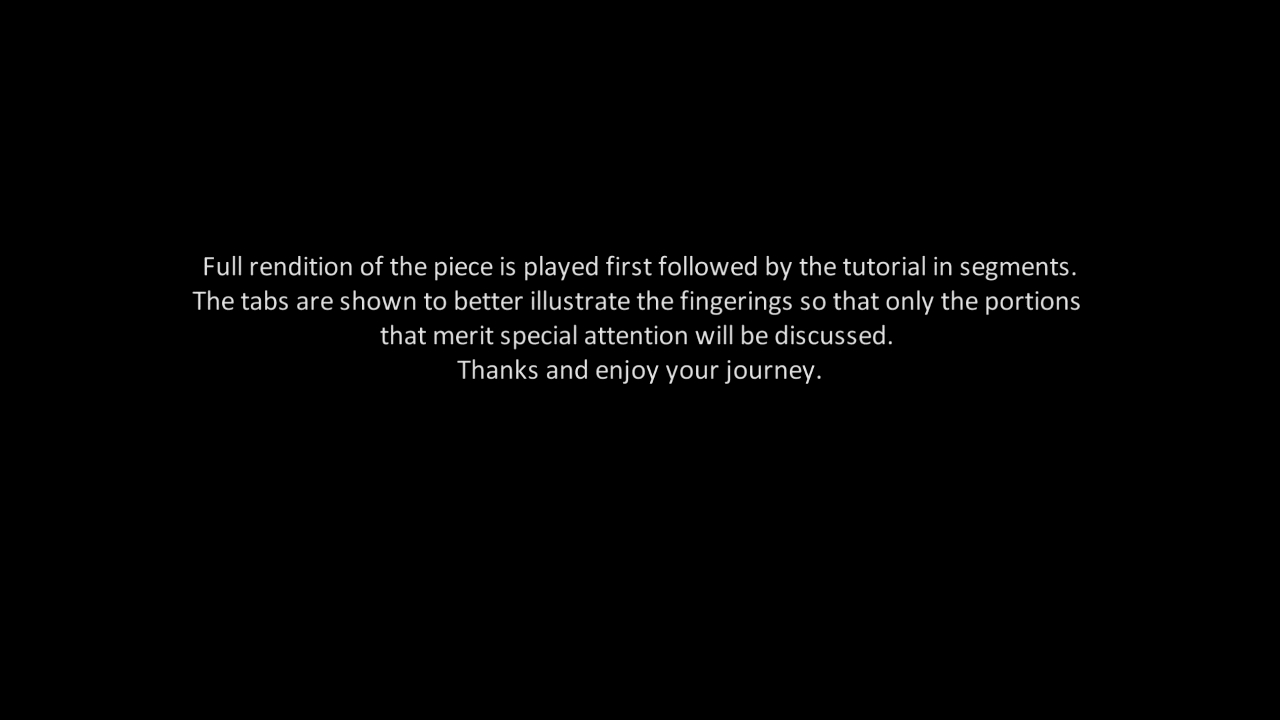 Full rendition of the piece is played first followed by the tutorial in segments.
The tabs are shown to better illustrate the fingerings so that only the portions
that merit special attention will be discussed.
Thanks and enjoy your journey.